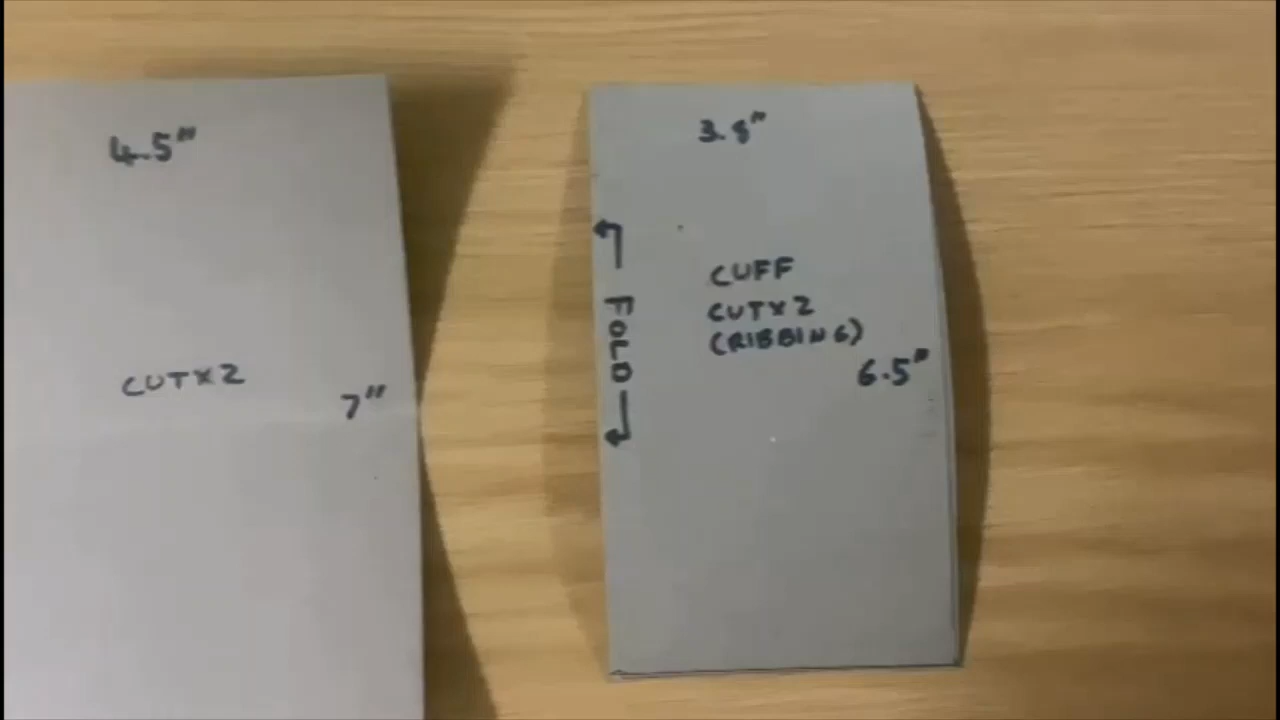 4.5"
CUTX2
7"
3.8"
FOLD
CUFF
CUTX2
(RIBBING)
6.5"